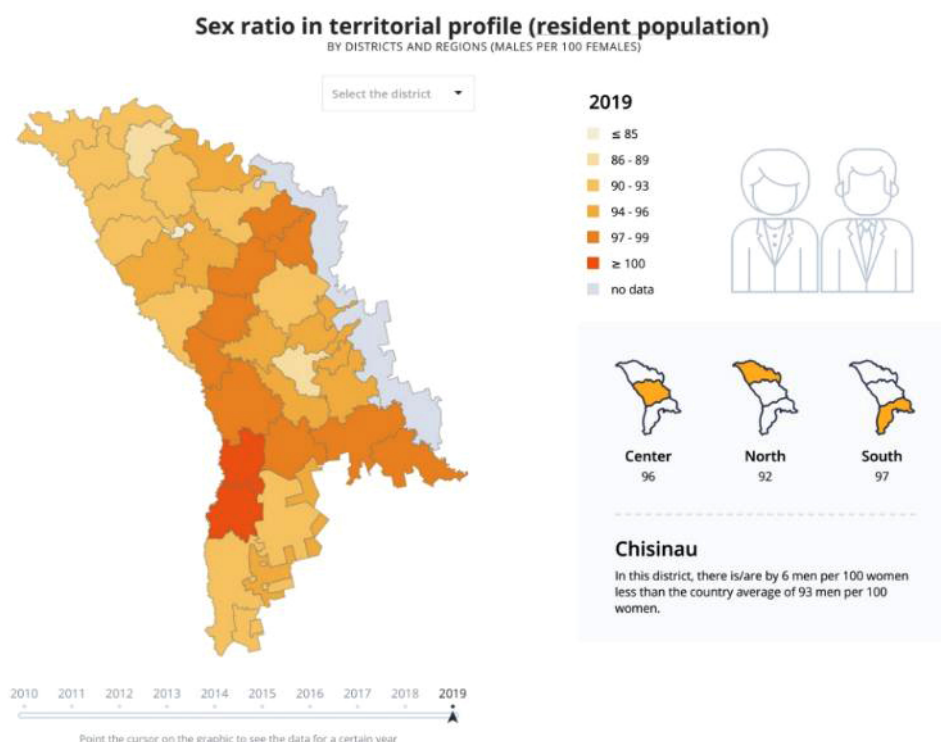 Sex ratio in territorial profile (resident population)
BY DISTRICTS AND REGIONS (MALES PER 100 FEMALES)
Select the district
2019
≤ 85
86 - 89
90 - 93
94 - 96
97 - 99
≥ 100
no data
Center
96
North
92
South
97
Chisinau
In this district, there is/are by 6 men per 100 women
less than the country average of 93 men per 100
women.
2010 2011 2012 2013 2014 2015 2016 2017 2018 2019
Point the cursor on the graphic to see the data for a certain year